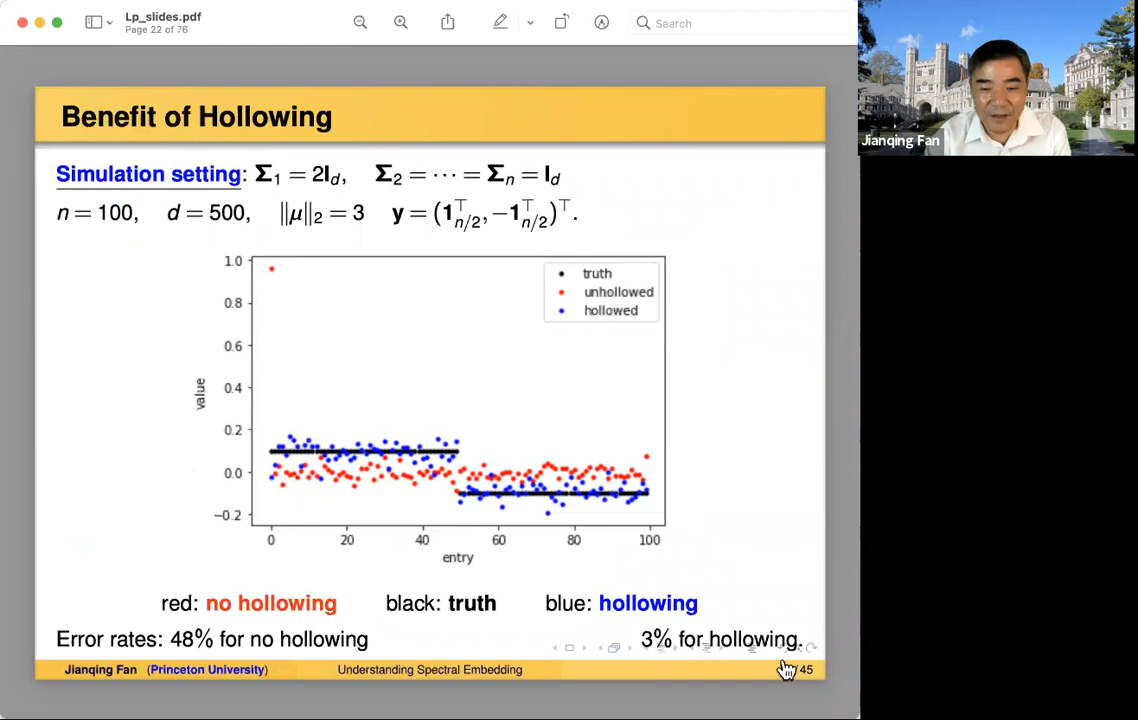 Lp_slides.pdf
Page 22 of 76
Search
Jianqing Fan
Benefit of Hollowing
Simulation setting: Σ₁ = 2I_d, Σ₂ = ⋯ = Σₙ = I_d
n = 100, d = 500, ‖μ‖₂ = 3 y = (1ᵀ_{n/2}, −1ᵀ_{n/2})ᵀ.
truth
unhollowed
hollowed
1.0
0.8
0.6
0.4
0.2
0.0
−0.2
value
0 20 40 60 80 100
entry
red: no hollowing black: truth blue: hollowing
Error rates: 48% for no hollowing 3% for hollowing.
Jianqing Fan (Princeton University) Understanding Spectral Embedding /45